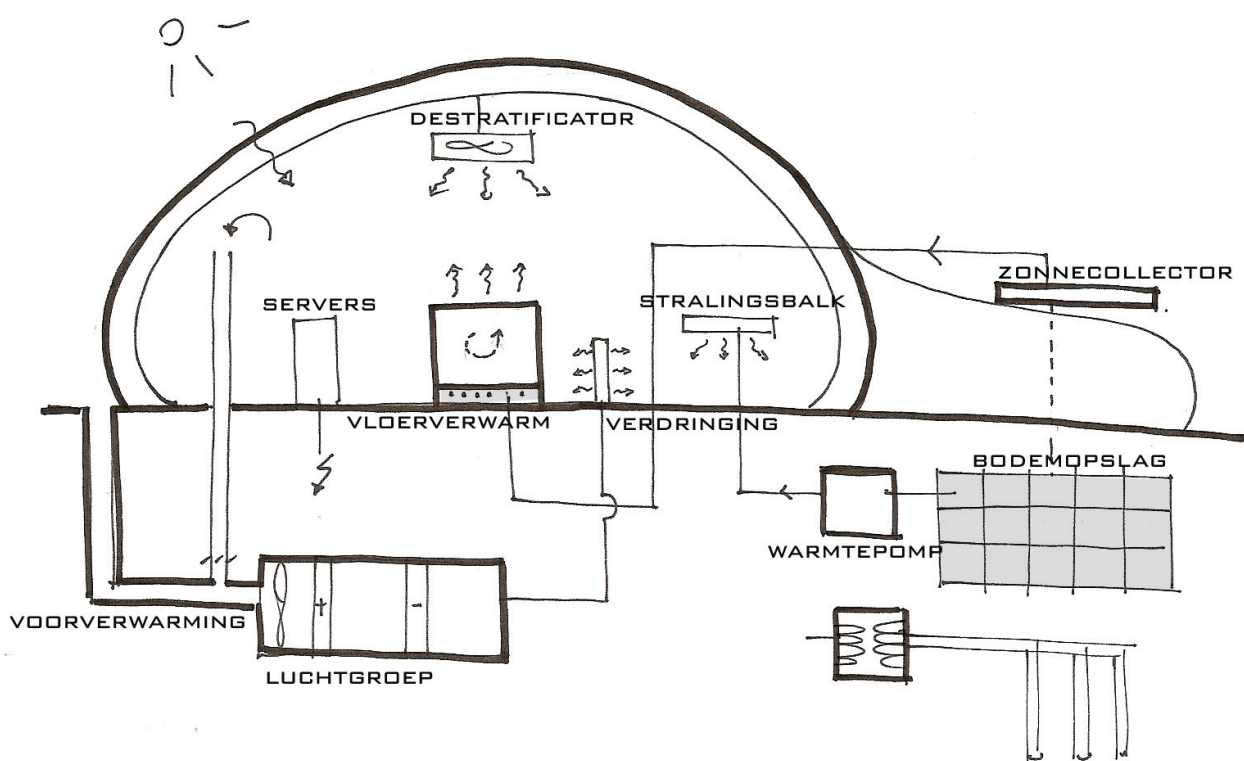 DESTRATIFICATOR
ZONNECOLLECTOR
SERVERS
STRALINGSBALK
VLOERVERWARM
VERDRINGING
BODEMOPSLAG
WARMTEPOMP
VOORVERWARMING
LUCHTGROEP
+
-